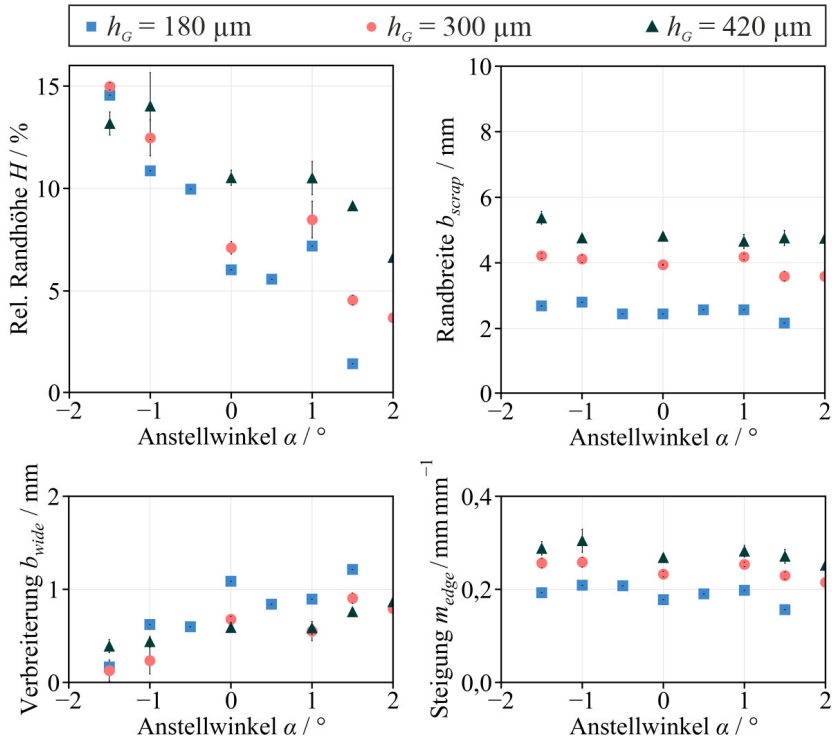 h_G = 180 µm h_G = 300 µm h_G = 420 µm
Rel. Randhöhe H / %
15
10
5
0
−2 −1 0 1 2
Anstellwinkel α / °
Randbreite b_scrap / mm
10
8
6
4
2
0
−2 −1 0 1 2
Anstellwinkel α / °
Verbreiterung b_wide / mm
2
1
0
−2 −1 0 1 2
Anstellwinkel α / °
Steigung m_edge / mm mm⁻¹
0,4
0,2
0,0
−2 −1 0 1 2
Anstellwinkel α / °